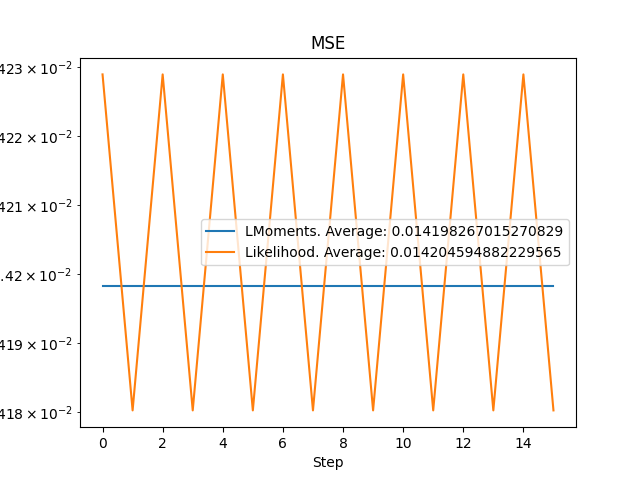 MSE
423 × 10⁻²
422 × 10⁻²
421 × 10⁻²
.42 × 10⁻²
419 × 10⁻²
418 × 10⁻²
LMoments. Average: 0.014198267015270829
Likelihood. Average: 0.014204594882229565
0 2 4 6 8 10 12 14
Step